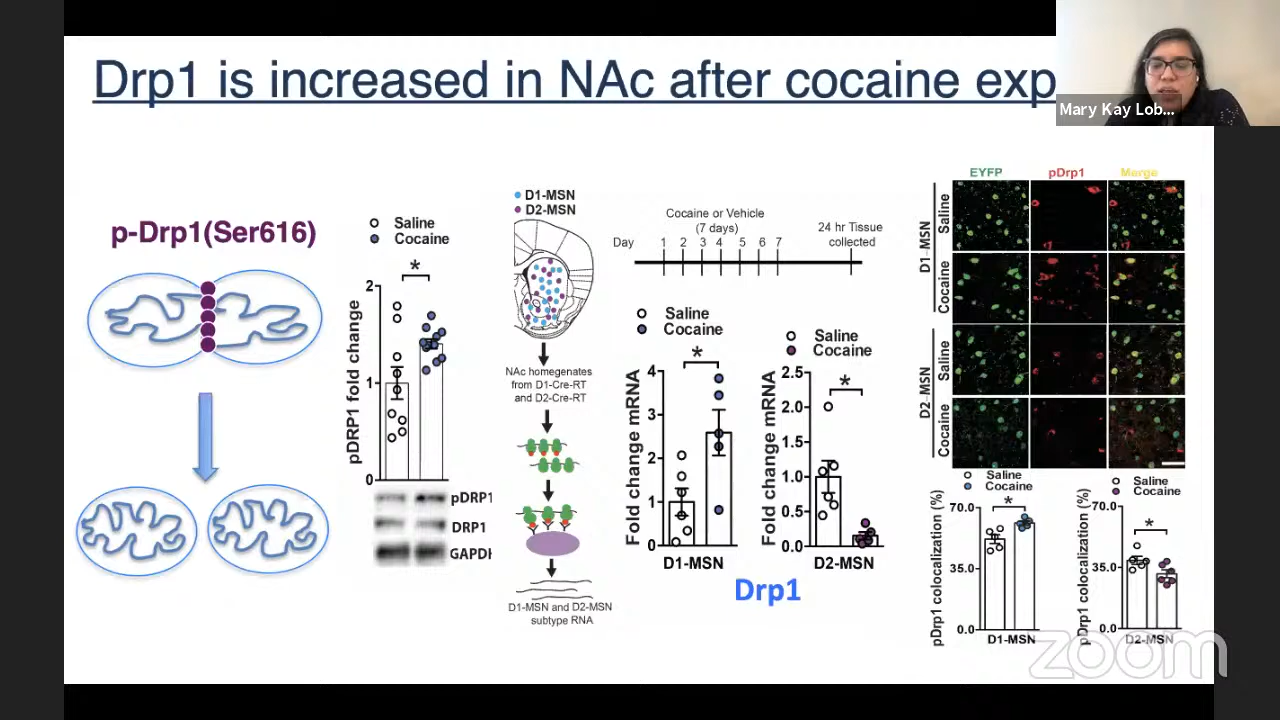 Drp1 is increased in NAc after cocaine exp
Mary Kay Lob...
p-Drp1(Ser616)
Saline
Cocaine
*
pDRP1 fold change
2
1
0
pDRP1
DRP1
GAPDH
D1-MSN
D2-MSN
NAc homogenates
from D1-Cre-RT
and D2-Cre-RT
D1-MSN and D2-MSN
subtype RNA
Cocaine or Vehicle
(7 days)
24 hr Tissue
collected
Day
1 2 3 4 5 6 7
Saline
Cocaine
*
Fold change mRNA
4
3
2
1
0
D1-MSN
Saline
Cocaine
*
Fold change mRNA
2.5
2.0
1.5
1.0
0.5
0.0
D2-MSN
Drp1
EYFP pDrp1 Merge
D1-MSN
Saline
Cocaine
D2-MSN
Saline
Cocaine
Saline
Cocaine
*
pDrp1 colocalization (%)
70.0
35.0
0.0
D1-MSN
Saline
Cocaine
*
pDrp1 colocalization (%)
70.0
35.0
0.0
D2-MSN
zoom